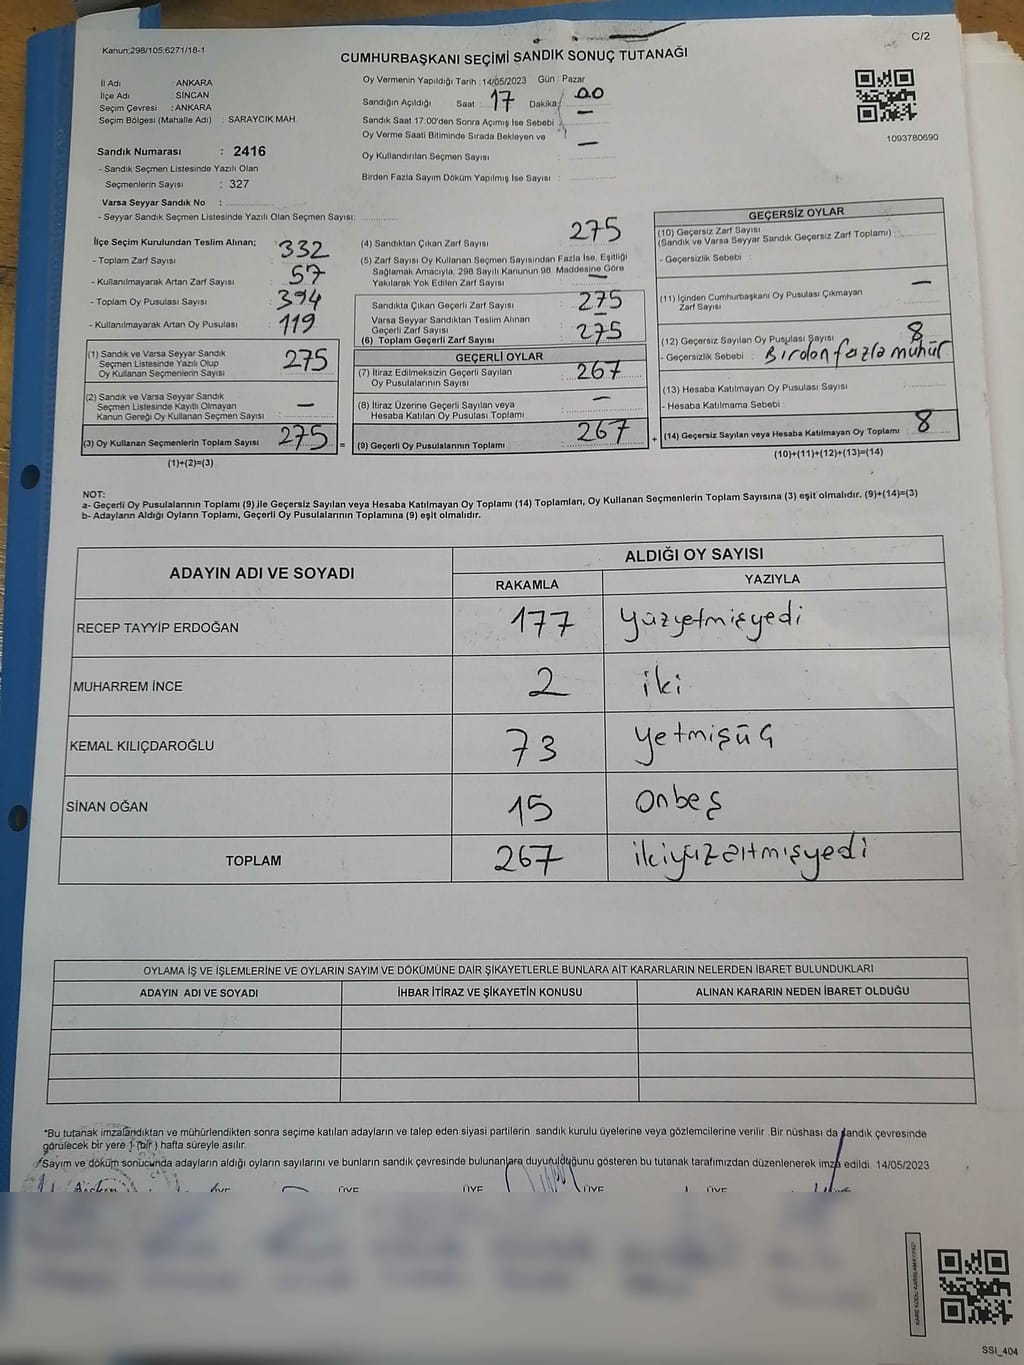 Kanun;298/105;6271/18-1
C/2
CUMHURBAŞKANI SEÇİMİ SANDIK SONUÇ TUTANAĞI
İl Adı : ANKARA
İlçe Adı : SİNCAN
Seçim Çevresi : ANKARA
Seçim Bölgesi (Mahalle Adı) : SARAYCIK MAH.
Oy Vermenin Yapıldığı Tarih : 14/05/2023 Gün : Pazar
Sandığın Açıldığı Saat : 17 Dakika : 00
Sandık Saat 17:00'den Sonra Açımış İse Sebebi : —
Oy Verme Saati Bitiminde Sırada Bekleyen ve
Oy Kullandırılan Seçmen Sayısı : —
Birden Fazla Sayım Döküm Yapılmış İse Sayısı :
1093780690
Sandık Numarası : 2416
- Sandık Seçmen Listesinde Yazılı Olan
Seçmenlerin Sayısı : 327
Varsa Seyyar Sandık No :
- Seyyar Sandık Seçmen Listesinde Yazılı Olan Seçmen Sayısı:
İlçe Seçim Kurulundan Teslim Alınan;
- Toplam Zarf Sayısı : 332
- Kullanılmayarak Artan Zarf Sayısı : 57
- Toplam Oy Pusulası Sayısı : 394
- Kullanılmayarak Artan Oy Pusulası : 119
(1) Sandık ve Varsa Seyyar Sandık
Seçmen Listesinde Yazılı Olup
Oy Kullanan Seçmenlerin Sayısı : 275
(2) Sandık ve Varsa Seyyar Sandık
Seçmen Listesinde Kayıtlı Olmayan
Kanun Gereği Oy Kullanan Seçmen Sayısı : —
(3) Oy Kullanan Seçmenlerin Toplam Sayısı : 275 =
(1)+(2)=(3)
(4) Sandıktan Çıkan Zarf Sayısı : 275
(5) Zarf Sayısı Oy Kullanan Seçmen Sayısından Fazla İse, Eşitliği
Sağlamak Amacıyla, 298 Sayılı Kanunun 98. Maddesine Göre
Yakılarak Yok Edilen Zarf Sayısı : —
Sandıkta Çıkan Geçerli Zarf Sayısı : 275
Varsa Seyyar Sandıktan Teslim Alınan
Geçerli Zarf Sayısı : —
(6) Toplam Geçerli Zarf Sayısı : 275
GEÇERLİ OYLAR
(7) İtiraz Edilmeksizin Geçerli Sayılan
Oy Pusulalarının Sayısı : 267
(8) İtiraz Üzerine Geçerli Sayılan veya
Hesaba Katılan Oy Pusulası Toplamı : —
(9) Geçerli Oy Pusulalarının Toplamı : 267 +
GEÇERSİZ OYLAR
(10) Geçersiz Zarf Sayısı
(Sandık ve Varsa Seyyar Sandık Geçersiz Zarf Toplamı) :
- Geçersizlik Sebebi :
(11) İçinden Cumhurbaşkanı Oy Pusulası Çıkmayan
Zarf Sayısı : —
(12) Geçersiz Sayılan Oy Pusulası Sayısı : 8
- Geçersizlik Sebebi : Birdan fazla mühür
(13) Hesaba Katılmayan Oy Pusulası Sayısı :
- Hesaba Katılmama Sebebi :
(14) Geçersiz Sayılan veya Hesaba Katılmayan Oy Toplamı : 8
(10)+(11)+(12)+(13)=(14)
NOT:
a- Geçerli Oy Pusulalarının Toplamı (9) ile Geçersiz Sayılan veya Hesaba Katılmayan Oy Toplamı (14) Toplamları, Oy Kullanan Seçmenlerin Toplam Sayısına (3) eşit olmalıdır. (9)+(14)=(3)
b- Adayların Aldığı Oyların Toplamı, Geçerli Oy Pusulalarının Toplamına (9) eşit olmalıdır.
ADAYIN ADI VE SOYADI ALDIĞI OY SAYISI
RAKAMLA YAZIYLA
RECEP TAYYİP ERDOĞAN 177 yüzyetmişyedi
MUHARREM İNCE 2 iki
KEMAL KILIÇDAROĞLU 73 yetmişüç
SİNAN OĞAN 15 Onbeş
TOPLAM 267 ikiyüzaltmışyedi
OYLAMA İŞ VE İŞLEMLERİNE VE OYLARIN SAYIM VE DÖKÜMÜNE DAİR ŞİKAYETLERLE BUNLARA AİT KARARLARIN NELERDEN İBARET BULUNDUKLARI
ADAYIN ADI VE SOYADI İHBAR İTİRAZ VE ŞİKAYETİN KONUSU ALINAN KARARIN NEDEN İBARET OLDUĞU
*Bu tutanak imzalandıktan ve mühürlendikten sonra seçime katılan adayların ve talep eden siyasi partilerin sandık kurulu üyelerine veya gözlemcilerine verilir. Bir nüshası da sandık çevresinde
görülecek bir yere 1 (bir) hafta süreyle asılır.
*Sayım ve döküm sonucunda adayların aldığı oyların sayılarını ve bunların sandık çevresinde bulunanlara duyurulduğunu gösteren bu tutanak tarafımızdan düzenlenerek imza edildi. 14/05/2023
ÜYE ÜYE ÜYE ÜYE ÜYE
KARE KODU KARALAMAYINIZ!
SSI_404